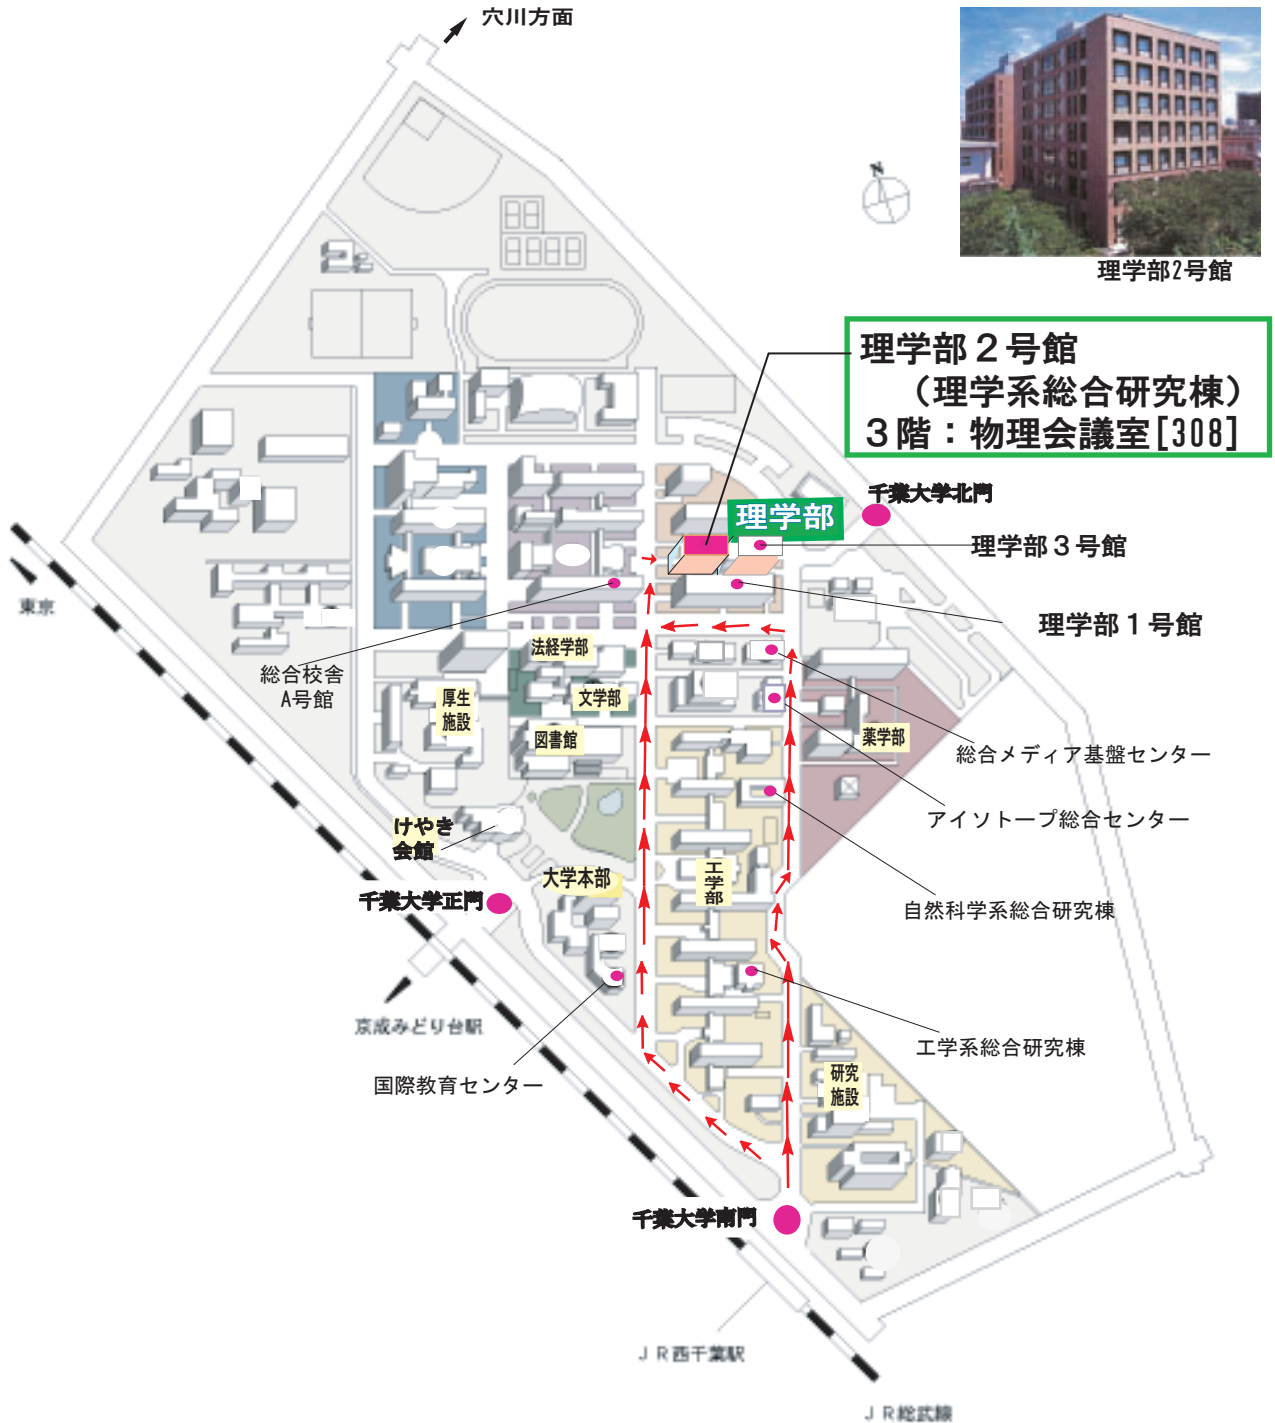 穴川方面
N
理学部2号館
理学部２号館
（理学系総合研究棟）
３階：物理会議室[308]
千葉大学北門
理学部
理学部３号館
東京
理学部１号館
法経学部
総合校舎
A号館
厚生
施設
文学部
図書館
薬学部
総合メディア基盤センター
アイソトープ総合センター
けやき
会館
大学本部
工学部
千葉大学正門
自然科学系総合研究棟
京成みどり台駅
工学系総合研究棟
国際教育センター
研究
施設
千葉大学南門
ＪＲ西千葉駅
ＪＲ総武線